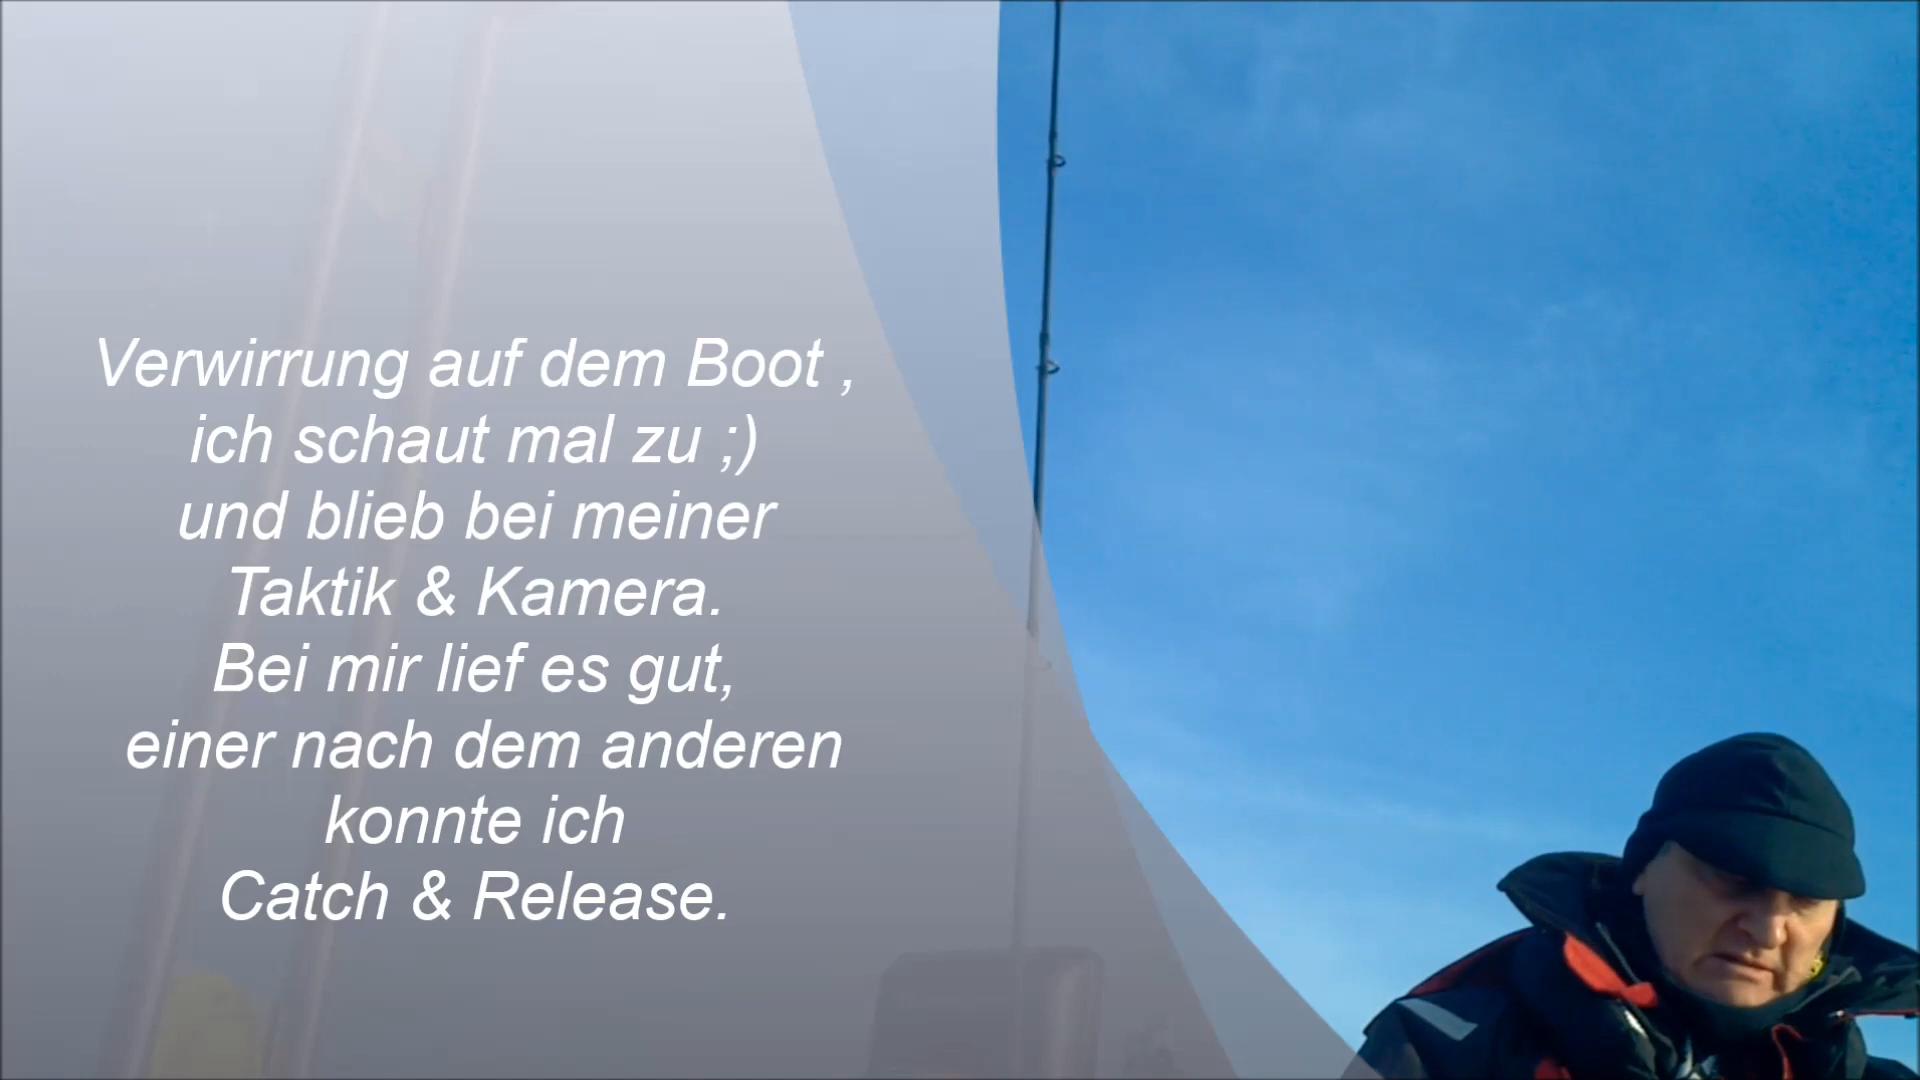 Verwirrung auf dem Boot ,
ich schaut mal zu ;)
und blieb bei meiner
Taktik & Kamera.
Bei mir lief es gut,
einer nach dem anderen
konnte ich
Catch & Release.